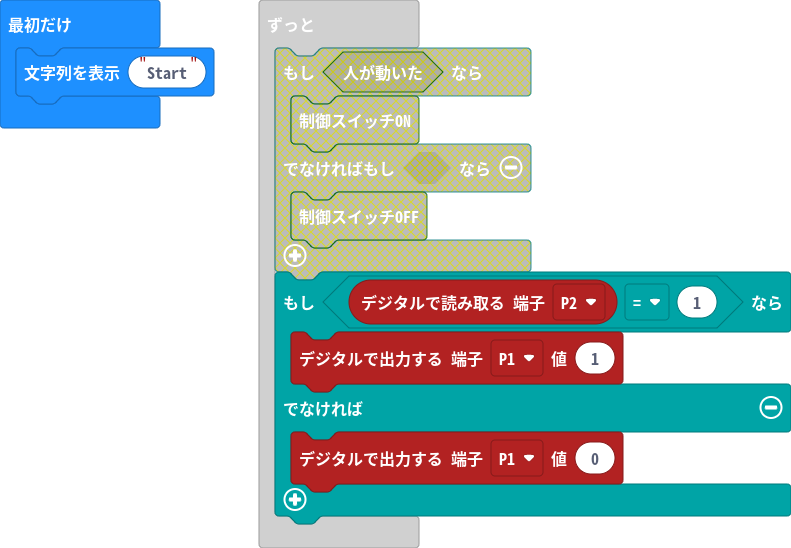 最初だけ
文字列を表示 "Start"
ずっと
もし 人が動いた なら
制御スイッチON
でなければもし なら
制御スイッチOFF
もし デジタルで読み取る 端子 P2 = 1 なら
デジタルで出力する 端子 P1 値 1
でなければ
デジタルで出力する 端子 P1 値 0